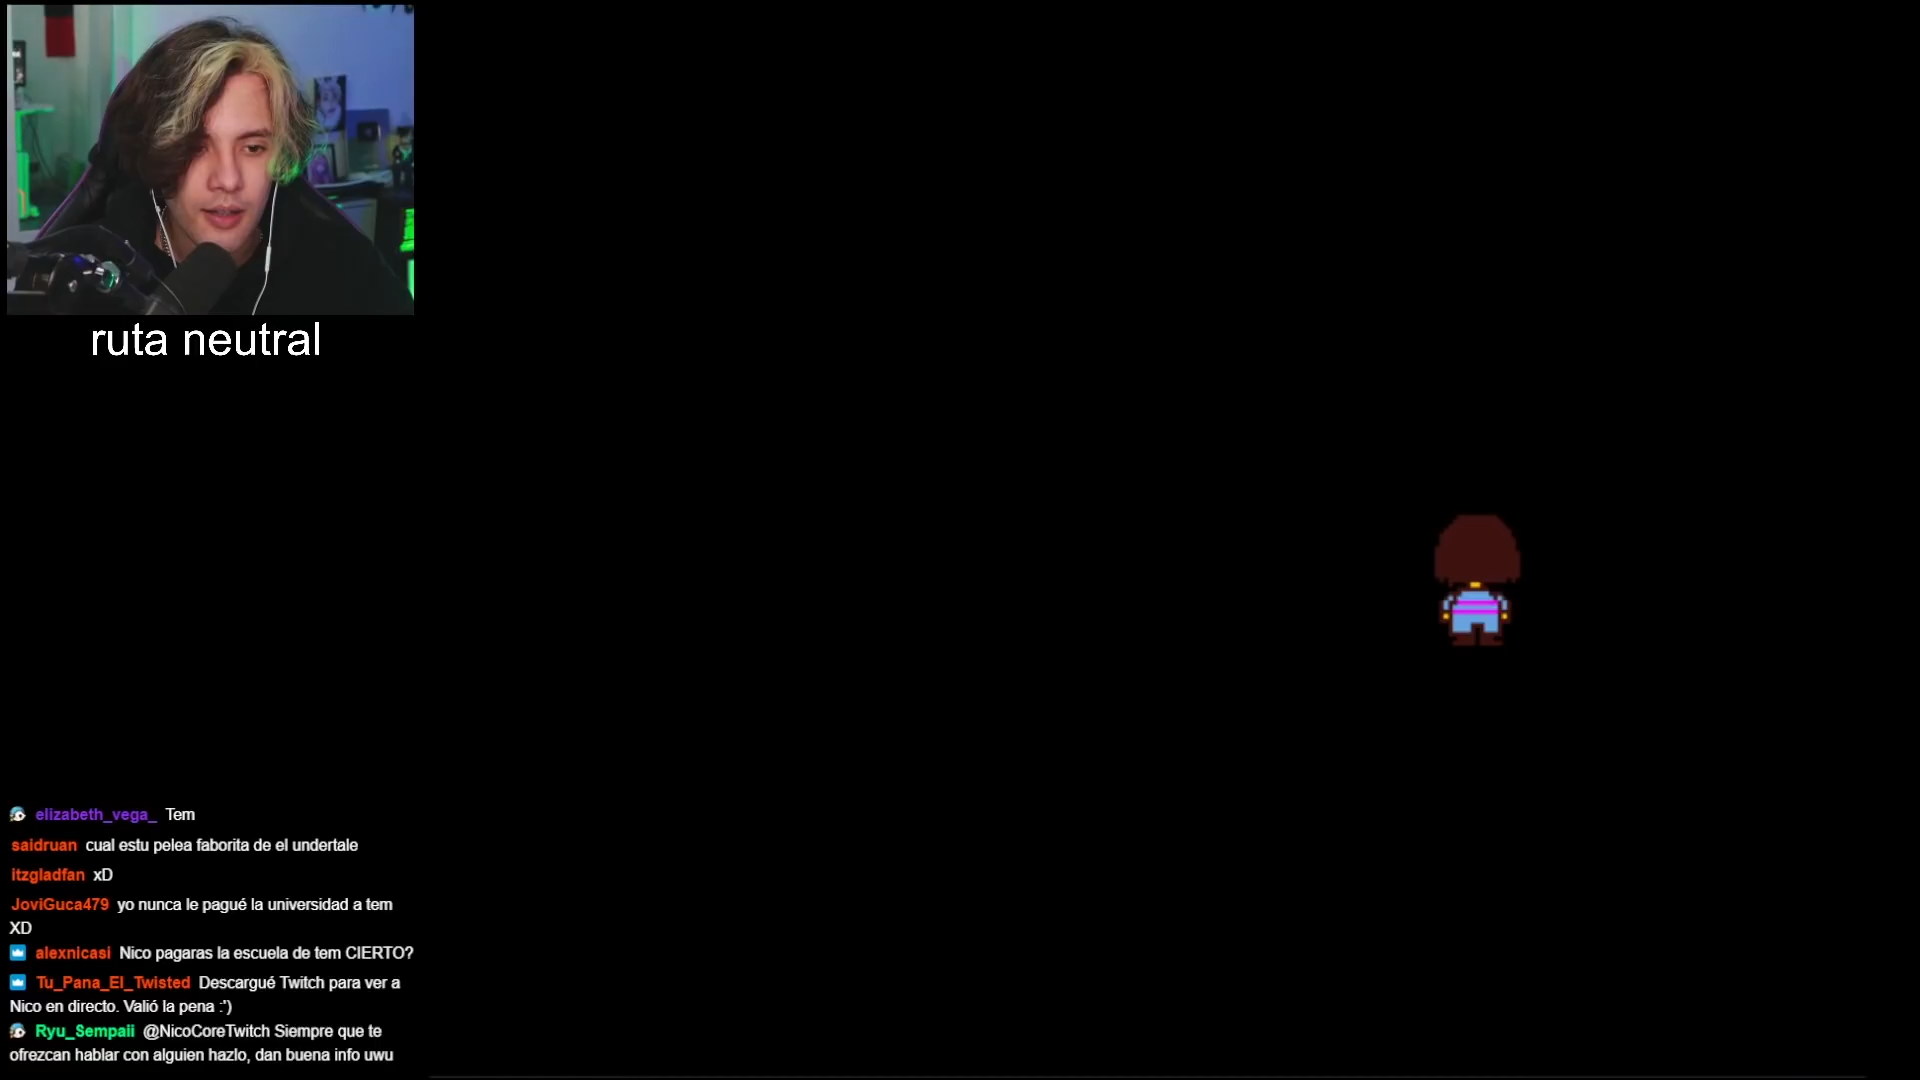 ruta neutral
elizabeth_vega_ Tem
saidruan cual estu pelea faborita de el undertale
itzgladfan xD
JoviGuca479 yo nunca le pagué la universidad a tem
XD
alexnicasi Nico pagaras la escuela de tem CIERTO?
Tu_Pana_El_Twisted Descargué Twitch para ver a
Nico en directo. Valió la pena :')
Ryu_Sempaii @NicoCoreTwitch Siempre que te
ofrezcan hablar con alguien hazlo, dan buena info uwu